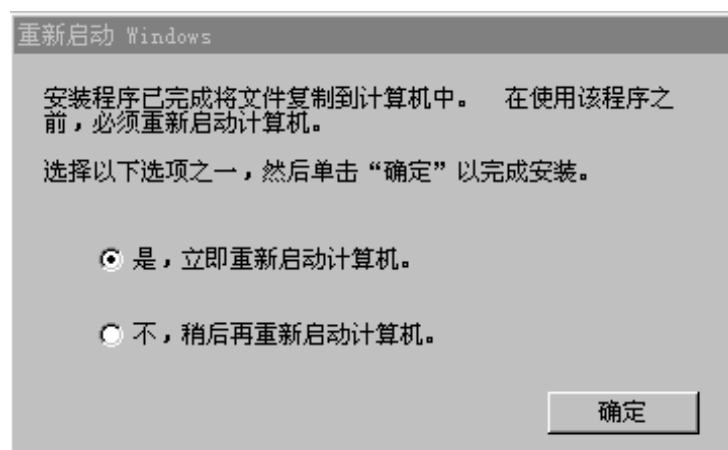 重新启动 Windows
安装程序已完成将文件复制到计算机中。 在使用该程序之
前，必须重新启动计算机。
选择以下选项之一，然后单击“确定”以完成安装。
是，立即重新启动计算机。
不，稍后再重新启动计算机。
确定